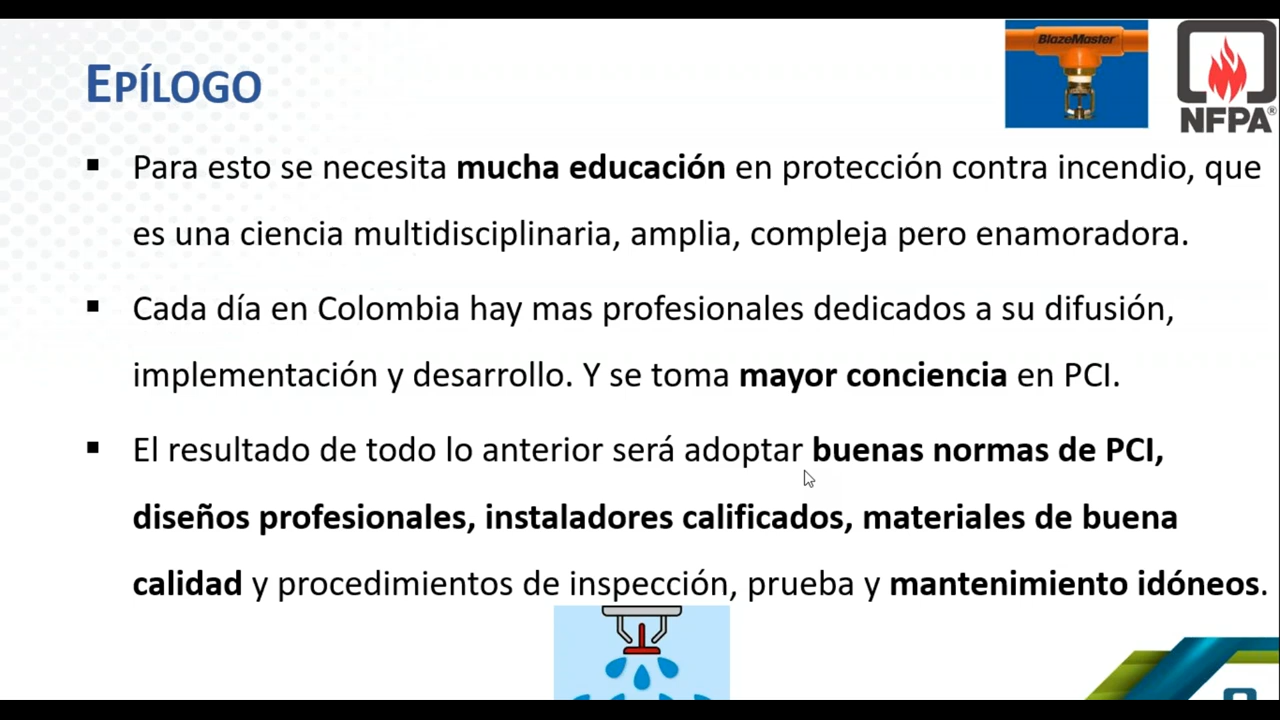 BlazeMaster
NFPA®
EPÍLOGO
▪ Para esto se necesita mucha educación en protección contra incendio, que
es una ciencia multidisciplinaria, amplia, compleja pero enamoradora.
▪ Cada día en Colombia hay mas profesionales dedicados a su difusión,
implementación y desarrollo. Y se toma mayor conciencia en PCI.
▪ El resultado de todo lo anterior será adoptar buenas normas de PCI,
diseños profesionales, instaladores calificados, materiales de buena
calidad y procedimientos de inspección, prueba y mantenimiento idóneos.